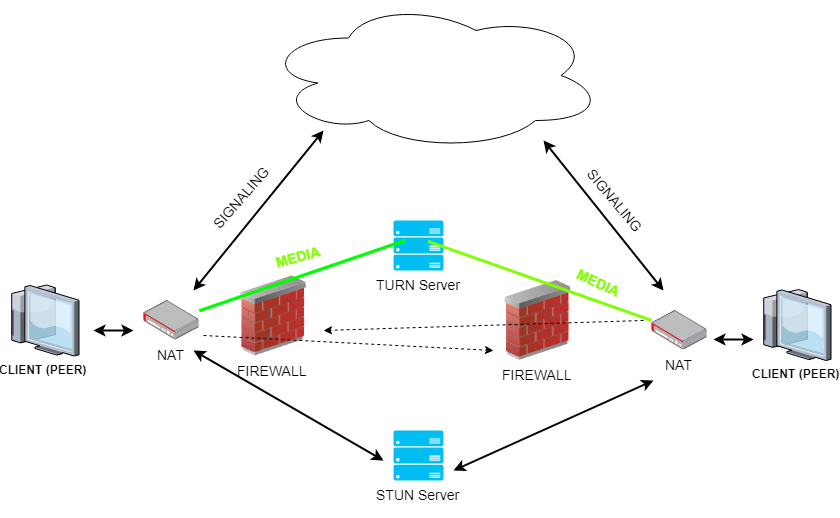 SIGNALING
SIGNALING
MEDIA
TURN Server
MEDIA
NAT
FIREWALL
CLIENT (PEER)
FIREWALL
NAT
CLIENT (PEER)
STUN Server